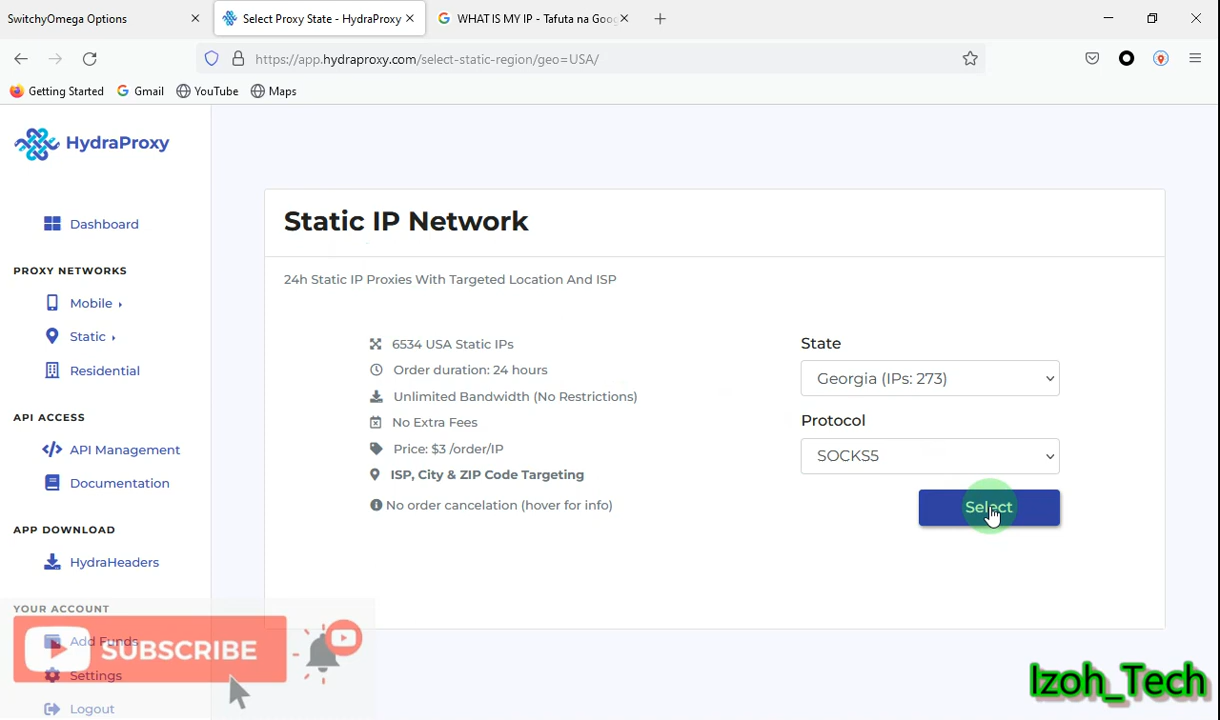 SwitchyOmega Options
Select Proxy State - HydraProxy
WHAT IS MY IP - Tafuta na Goog
https://app.hydraproxy.com/select-static-region/geo=USA/
Getting Started
Gmail
YouTube
Maps
HydraProxy
Dashboard
PROXY NETWORKS
Mobile
Static
Residential
API ACCESS
API Management
Documentation
APP DOWNLOAD
HydraHeaders
YOUR ACCOUNT
Add Funds
SUBSCRIBE
Settings
Logout
Static IP Network
24h Static IP Proxies With Targeted Location And ISP
6534 USA Static IPs
Order duration: 24 hours
Unlimited Bandwidth (No Restrictions)
No Extra Fees
Price: $3 /order/IP
ISP, City & ZIP Code Targeting
No order cancelation (hover for info)
State
Georgia (IPs: 273)
Protocol
SOCKS5
Select
Izoh_Tech